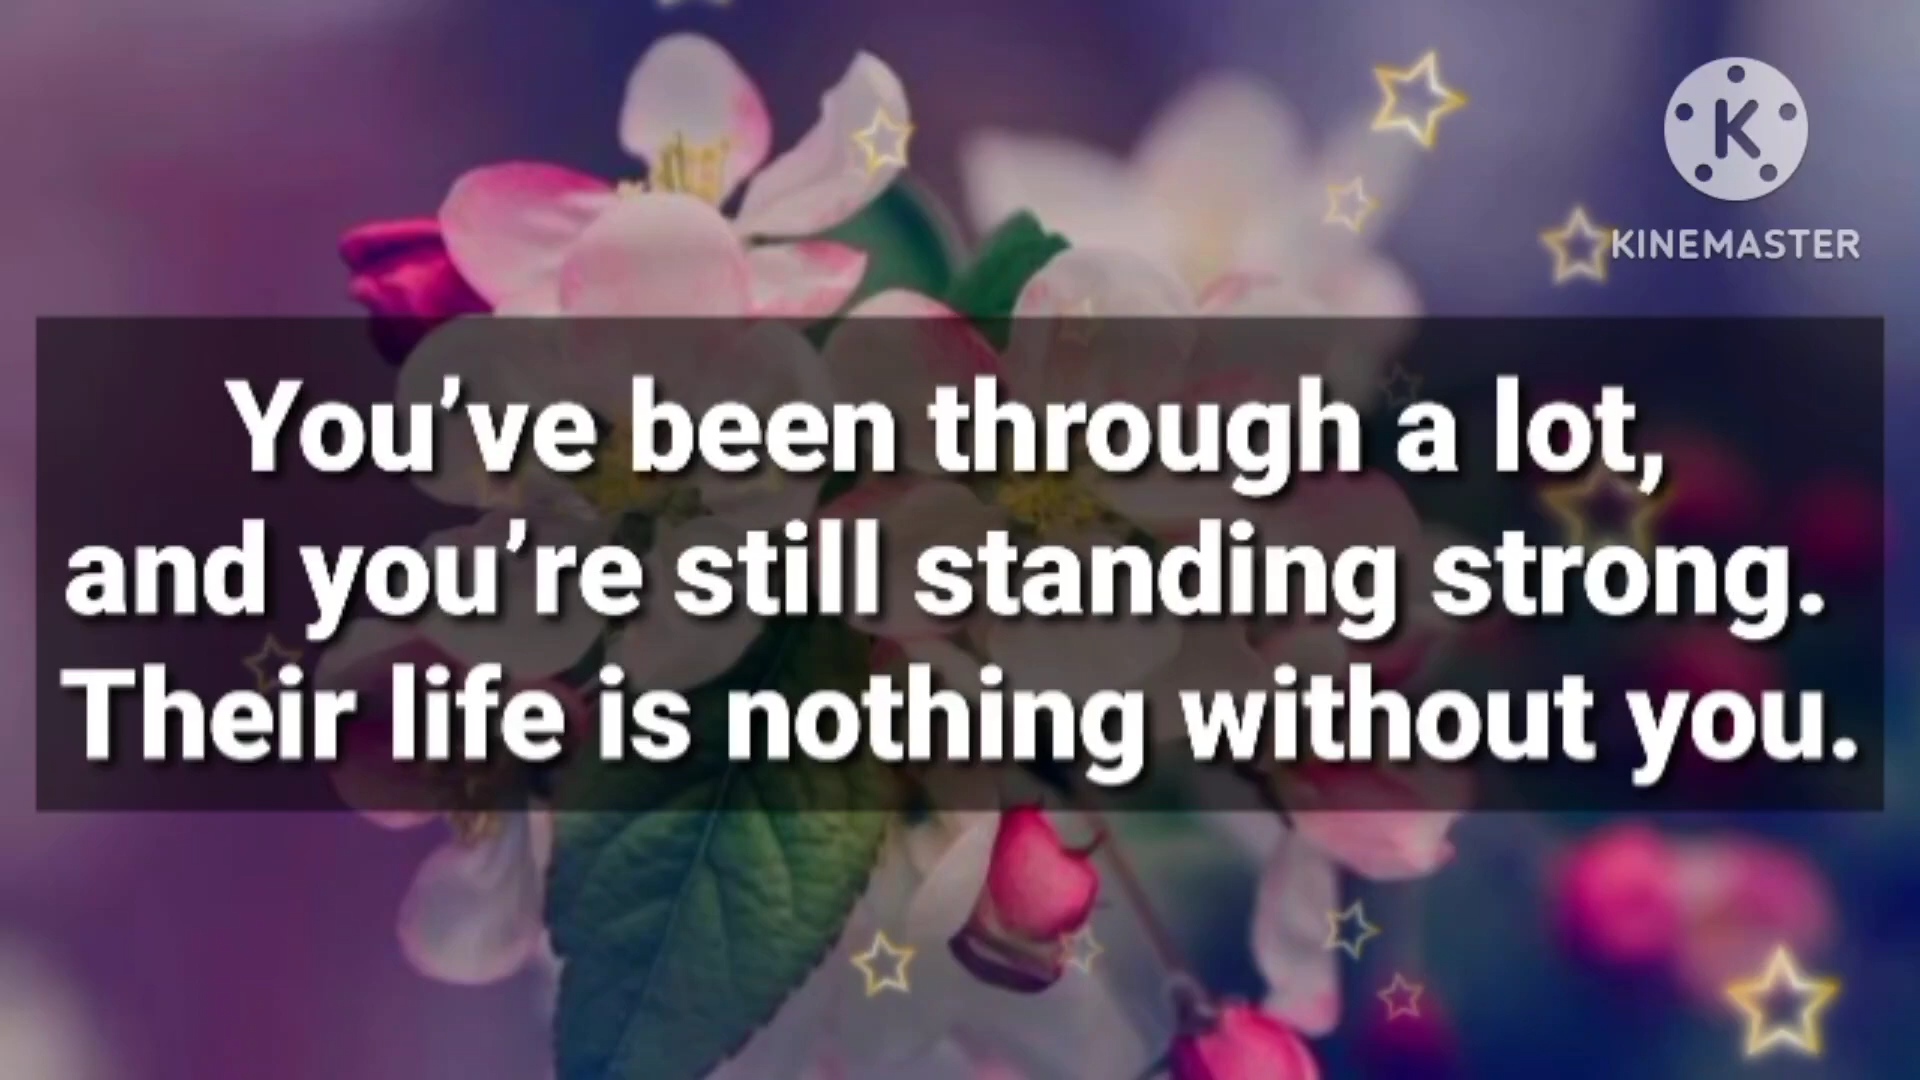 K
KINEMASTER
You’ve been through a lot,
and you’re still standing strong.
Their life is nothing without you.